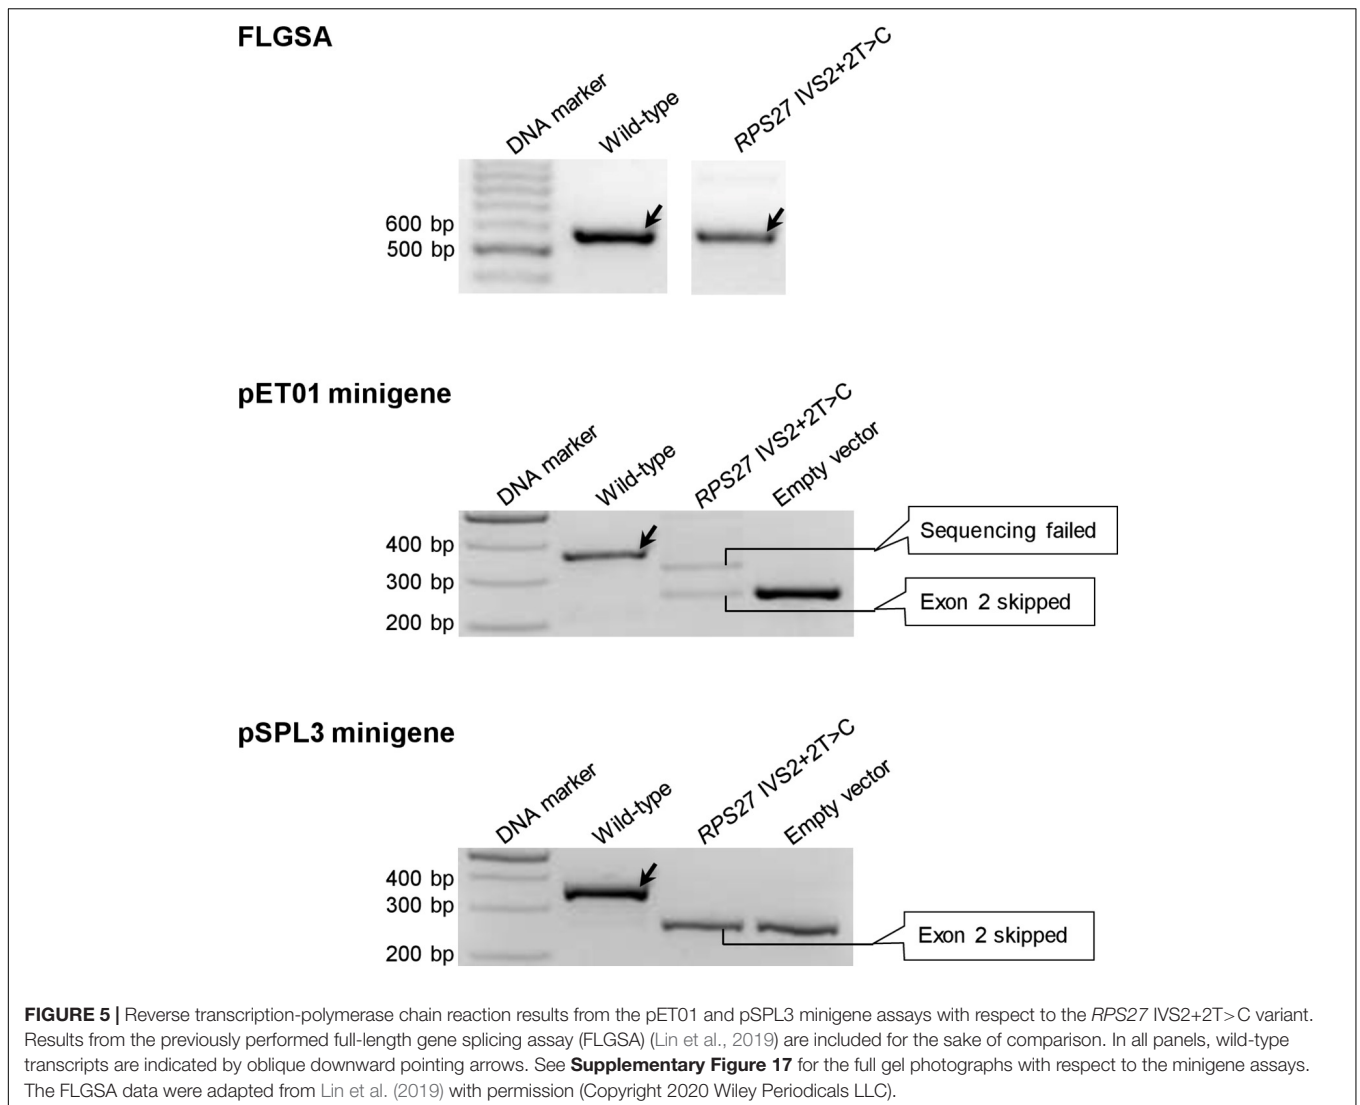 FLGSA
DNA marker
Wild-type
RPS27 IVS2+2T>C
600 bp
500 bp
pET01 minigene
DNA marker
Wild-type
RPS27 IVS2+2T>C
Empty vector
400 bp
300 bp
200 bp
Sequencing failed
Exon 2 skipped
pSPL3 minigene
DNA marker
Wild-type
RPS27 IVS2+2T>C
Empty vector
400 bp
300 bp
200 bp
Exon 2 skipped
FIGURE 5 | Reverse transcription-polymerase chain reaction results from the pET01 and pSPL3 minigene assays with respect to the RPS27 IVS2+2T>C variant.
Results from the previously performed full-length gene splicing assay (FLGSA) (Lin et al., 2019) are included for the sake of comparison. In all panels, wild-type
transcripts are indicated by oblique downward pointing arrows. See Supplementary Figure 17 for the full gel photographs with respect to the minigene assays.
The FLGSA data were adapted from Lin et al. (2019) with permission (Copyright 2020 Wiley Periodicals LLC).